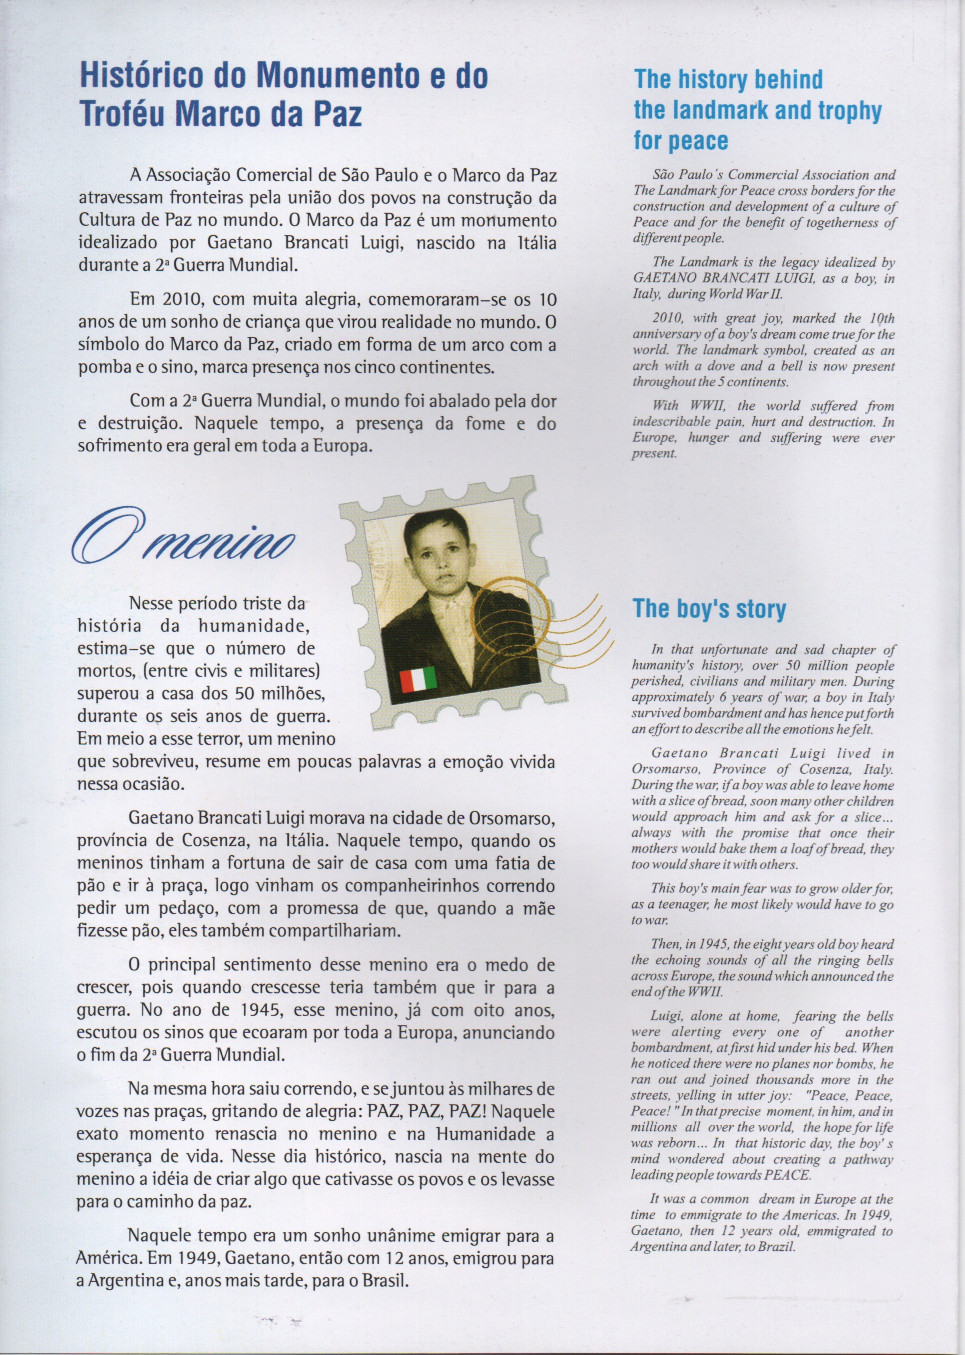 Histórico do Monumento e do
Troféu Marco da Paz
A Associação Comercial de São Paulo e o Marco da Paz
atravessam fronteiras pela união dos povos na construção da
Cultura de Paz no mundo. O Marco da Paz é um monumento
idealizado por Gaetano Brancati Luigi, nascido na Itália
durante a 2ª Guerra Mundial.
Em 2010, com muita alegria, comemoraram-se os 10
anos de um sonho de criança que virou realidade no mundo. O
símbolo do Marco da Paz, criado em forma de um arco com a
pomba e o sino, marca presença nos cinco continentes.
Com a 2ª Guerra Mundial, o mundo foi abalado pela dor
e destruição. Naquele tempo, a presença da fome e do
sofrimento era geral em toda a Europa.
O menino
Nesse período triste da
história da humanidade,
estima-se que o número de
mortos, (entre civis e militares)
superou a casa dos 50 milhões,
durante os seis anos de guerra.
Em meio a esse terror, um menino
que sobreviveu, resume em poucas palavras a emoção vivida
nessa ocasião.
Gaetano Brancati Luigi morava na cidade de Orsomarso,
província de Cosenza, na Itália. Naquele tempo, quando os
meninos tinham a fortuna de sair de casa com uma fatia de
pão e ir à praça, logo vinham os companheirinhos correndo
pedir um pedaço, com a promessa de que, quando a mãe
fizesse pão, eles também compartilhariam.
O principal sentimento desse menino era o medo de
crescer, pois quando crescesse teria também que ir para a
guerra. No ano de 1945, esse menino, já com oito anos,
escutou os sinos que ecoaram por toda a Europa, anunciando
o fim da 2ª Guerra Mundial.
Na mesma hora saiu correndo, e se juntou às milhares de
vozes nas praças, gritando de alegria: PAZ, PAZ, PAZ! Naquele
exato momento renascia no menino e na Humanidade a
esperança de vida. Nesse dia histórico, nascia na mente do
menino a idéia de criar algo que cativasse os povos e os levasse
para o caminho da paz.
Naquele tempo era um sonho unânime emigrar para a
América. Em 1949, Gaetano, então com 12 anos, emigrou para
a Argentina e, anos mais tarde, para o Brasil.
The history behind
the landmark and trophy
for peace
São Paulo´s Commercial Association and
The Landmark for Peace cross borders for the
construction and development of a culture of
Peace and for the benefit of togetherness of
different people.
The Landmark is the legacy idealized by
GAETANO BRANCATI LUIGI, as a boy, in
Italy, during World War II.
2010, with great joy, marked the 10th
anniversary of a boy's dream come true for the
world. The landmark symbol, created as an
arch with a dove and a bell is now present
throughout the 5 continents.
With WWII, the world suffered from
indescribable pain, hurt and destruction. In
Europe, hunger and suffering were ever
present.
The boy's story
In that unfortunate and sad chapter of
humanity's history, over 50 million people
perished, civilians and military men. During
approximately 6 years of war, a boy in Italy
survived bombardment and has hence put forth
an effort to describe all the emotions he felt.
Gaetano Brancati Luigi lived in
Orsomarso, Province of Cosenza, Italy.
During the war, if a boy was able to leave home
with a slice of bread, soon many other children
would approach him and ask for a slice...
always with the promise that once their
mothers would bake them a loaf of bread, they
too would share it with others.
This boy's main fear was to grow older for,
as a teenager, he most likely would have to go
to war.
Then, in 1945, the eight years old boy heard
the echoing sounds of all the ringing bells
across Europe, the sound which announced the
end of the WWII.
Luigi, alone at home, fearing the bells
were alerting every one of another
bombardment, at first hid under his bed. When
he noticed there were no planes nor bombs, he
ran out and joined thousands more in the
streets, yelling in utter joy: "Peace, Peace,
Peace! " In that precise moment, in him, and in
millions all over the world, the hope for life
was reborn... In that historic day, the boy' s
mind wondered about creating a pathway
leading people towards PEACE.
It was a common dream in Europe at the
time to emmigrate to the Americas. In 1949,
Gaetano, then 12 years old, emmigrated to
Argentina and later, to Brazil.